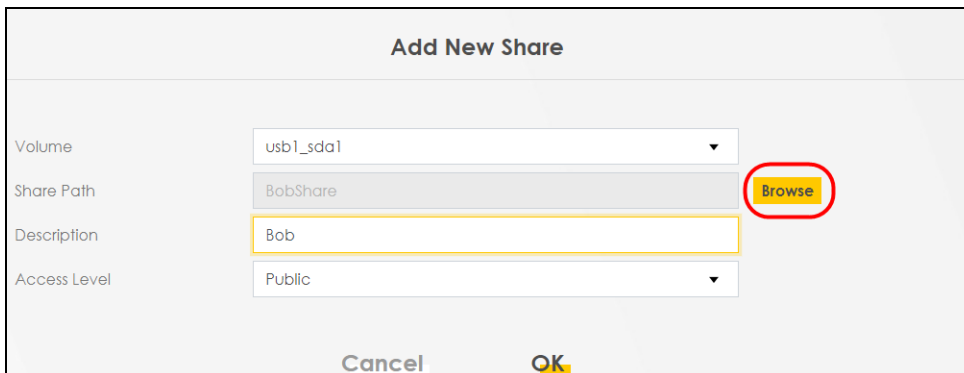 Add New Share
Volume usb1_sda1
Share Path BobShare Browse
Description Bob
Access Level Public
Cancel OK